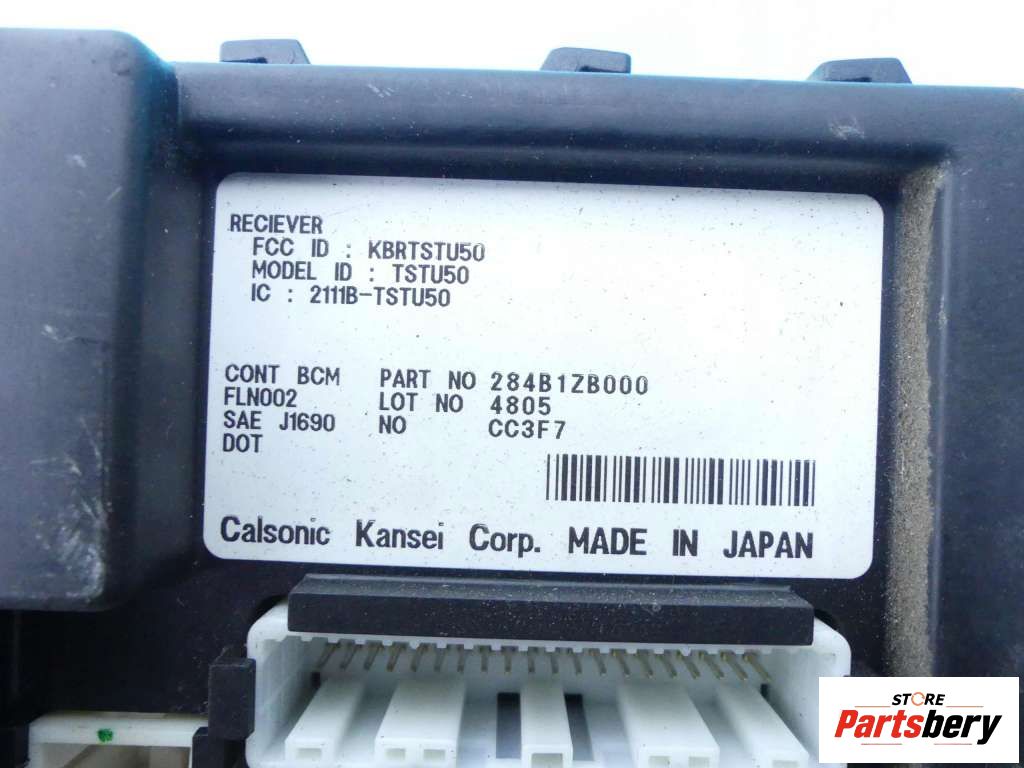 RECIEVER
FCC ID : KBRTSTU50
MODEL ID : TSTU50
IC : 2111B-TSTU50
CONT BCM PART NO 284B1ZB000
FLN002 LOT NO 4805
SAE J1690 NO CC3F7
DOT
Calsonic Kansei Corp. MADE IN JAPAN
STORE
Partsbery